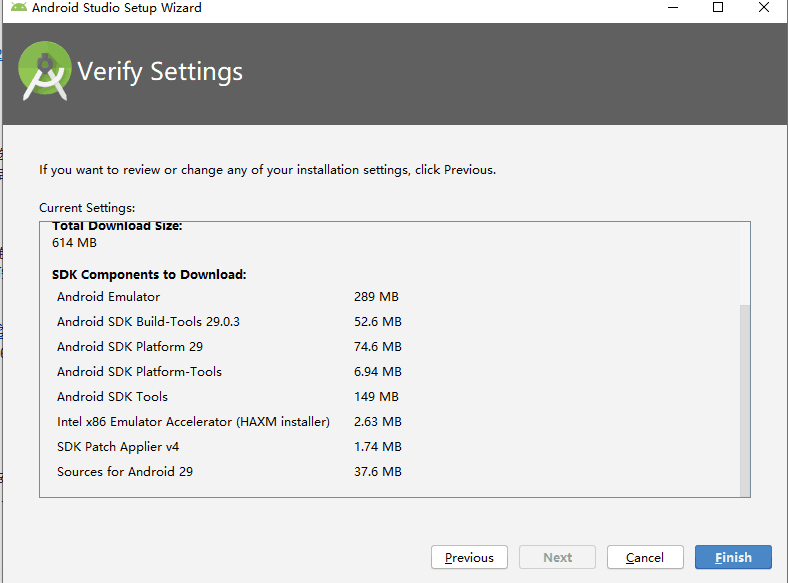 Android Studio Setup Wizard
Verify Settings
If you want to review or change any of your installation settings, click Previous.
Current Settings:
Total Download Size:
614 MB
SDK Components to Download:
Android Emulator 289 MB
Android SDK Build-Tools 29.0.3 52.6 MB
Android SDK Platform 29 74.6 MB
Android SDK Platform-Tools 6.94 MB
Android SDK Tools 149 MB
Intel x86 Emulator Accelerator (HAXM installer) 2.63 MB
SDK Patch Applier v4 1.74 MB
Sources for Android 29 37.6 MB
Previous Next Cancel Finish